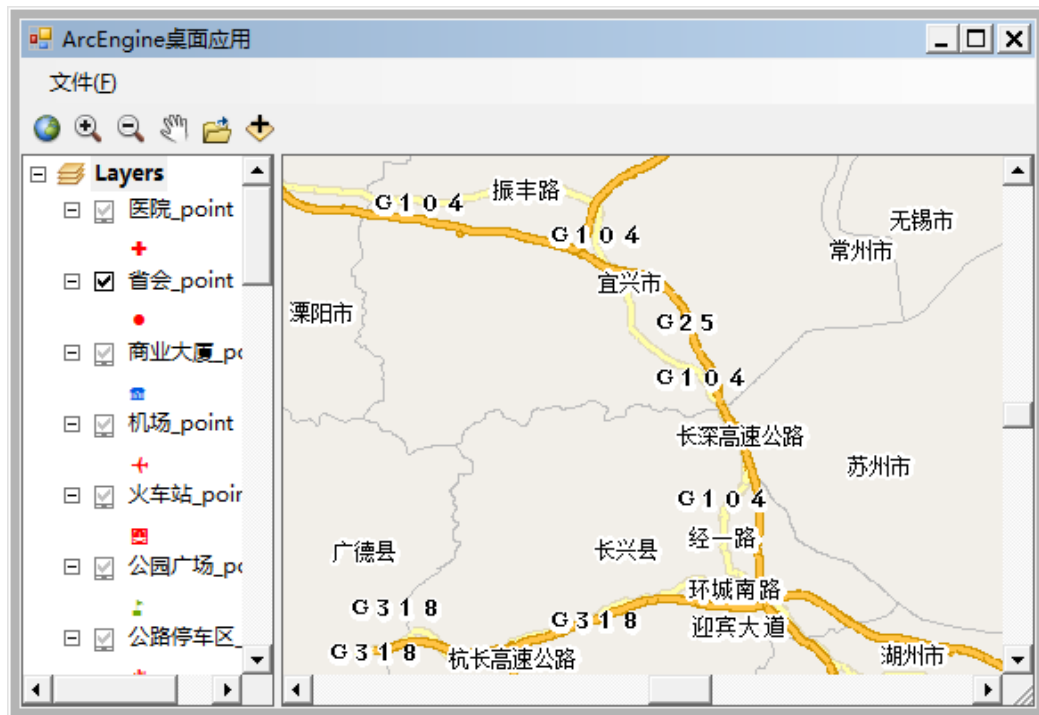 ArcEngine桌面应用
文件(F)
Layers
医院_point
省会_point
商业大厦_po
机场_point
火车站_poin
公园广场_po
公路停车区_
G104
振丰路
G104
无锡市
常州市
宜兴市
溧阳市
G25
G104
长深高速公路
苏州市
G104
经一路
广德县
长兴县
环城南路
G318
G318
迎宾大道
G318
杭长高速公路
湖州市